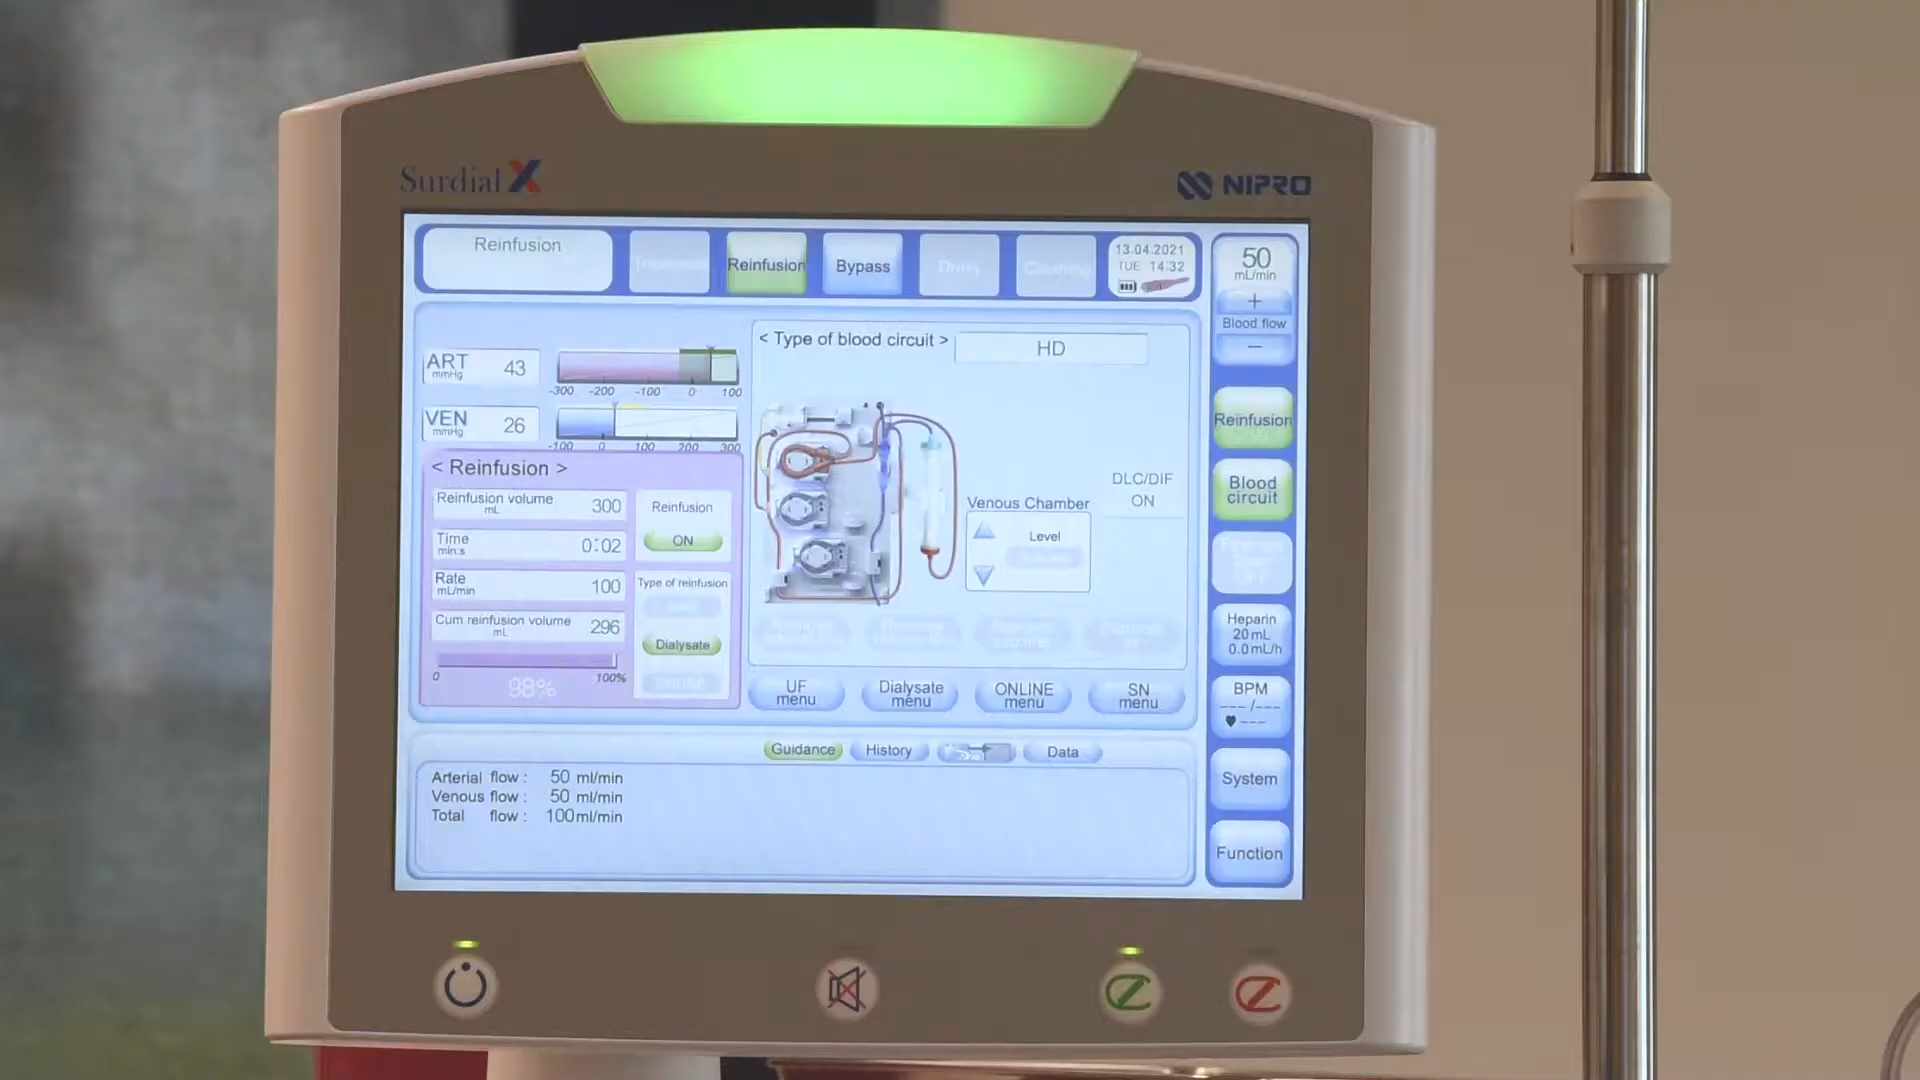 Surdial X
NIPRO
Reinfusion
Reinfusion
Bypass
13.04.2021
TUE 14:32
50
mL/min
+
Blood flow
−
ART
mmHg
43
-300 -200 -100 0 100
VEN
mmHg
26
-100 0 100 200 300
< Type of blood circuit >
HD
< Reinfusion >
Reinfusion volume
mL
300
Time
min:s
0:02
Rate
mL/min
100
Cum reinfusion volume
mL
296
0
100%
98%
Reinfusion
ON
Type of reinfusion
Dialysate
Venous Chamber
Level
DLC/DIF
ON
UF
menu
Dialysate
menu
ONLINE
menu
SN
menu
Guidance
History
Data
Arterial flow : 50 ml/min
Venous flow : 50 ml/min
Total flow : 100 ml/min
Reinfusion
Blood
circuit
Heparin
20 mL
0.0 mL/h
BPM
--- /---
---
System
Function